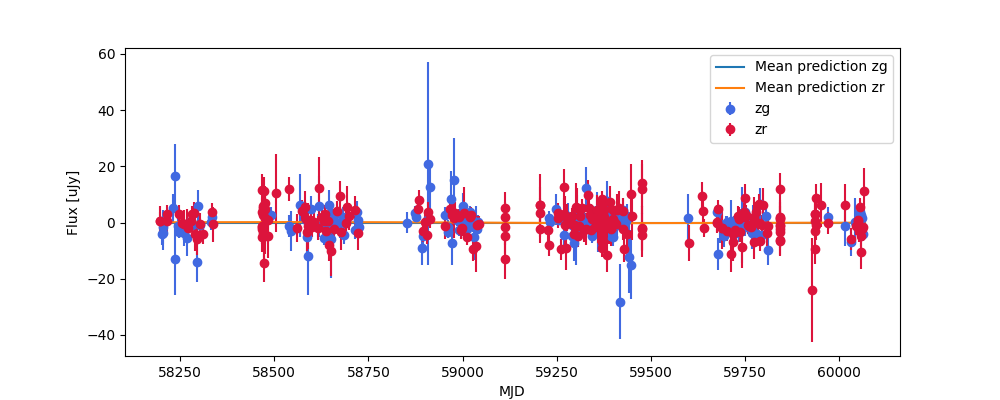 60
40
20
0
−20
−40
Flux [uJy]
58250
58500
58750
59000
59250
59500
59750
60000
MJD
Mean prediction zg
Mean prediction zr
zg
zr